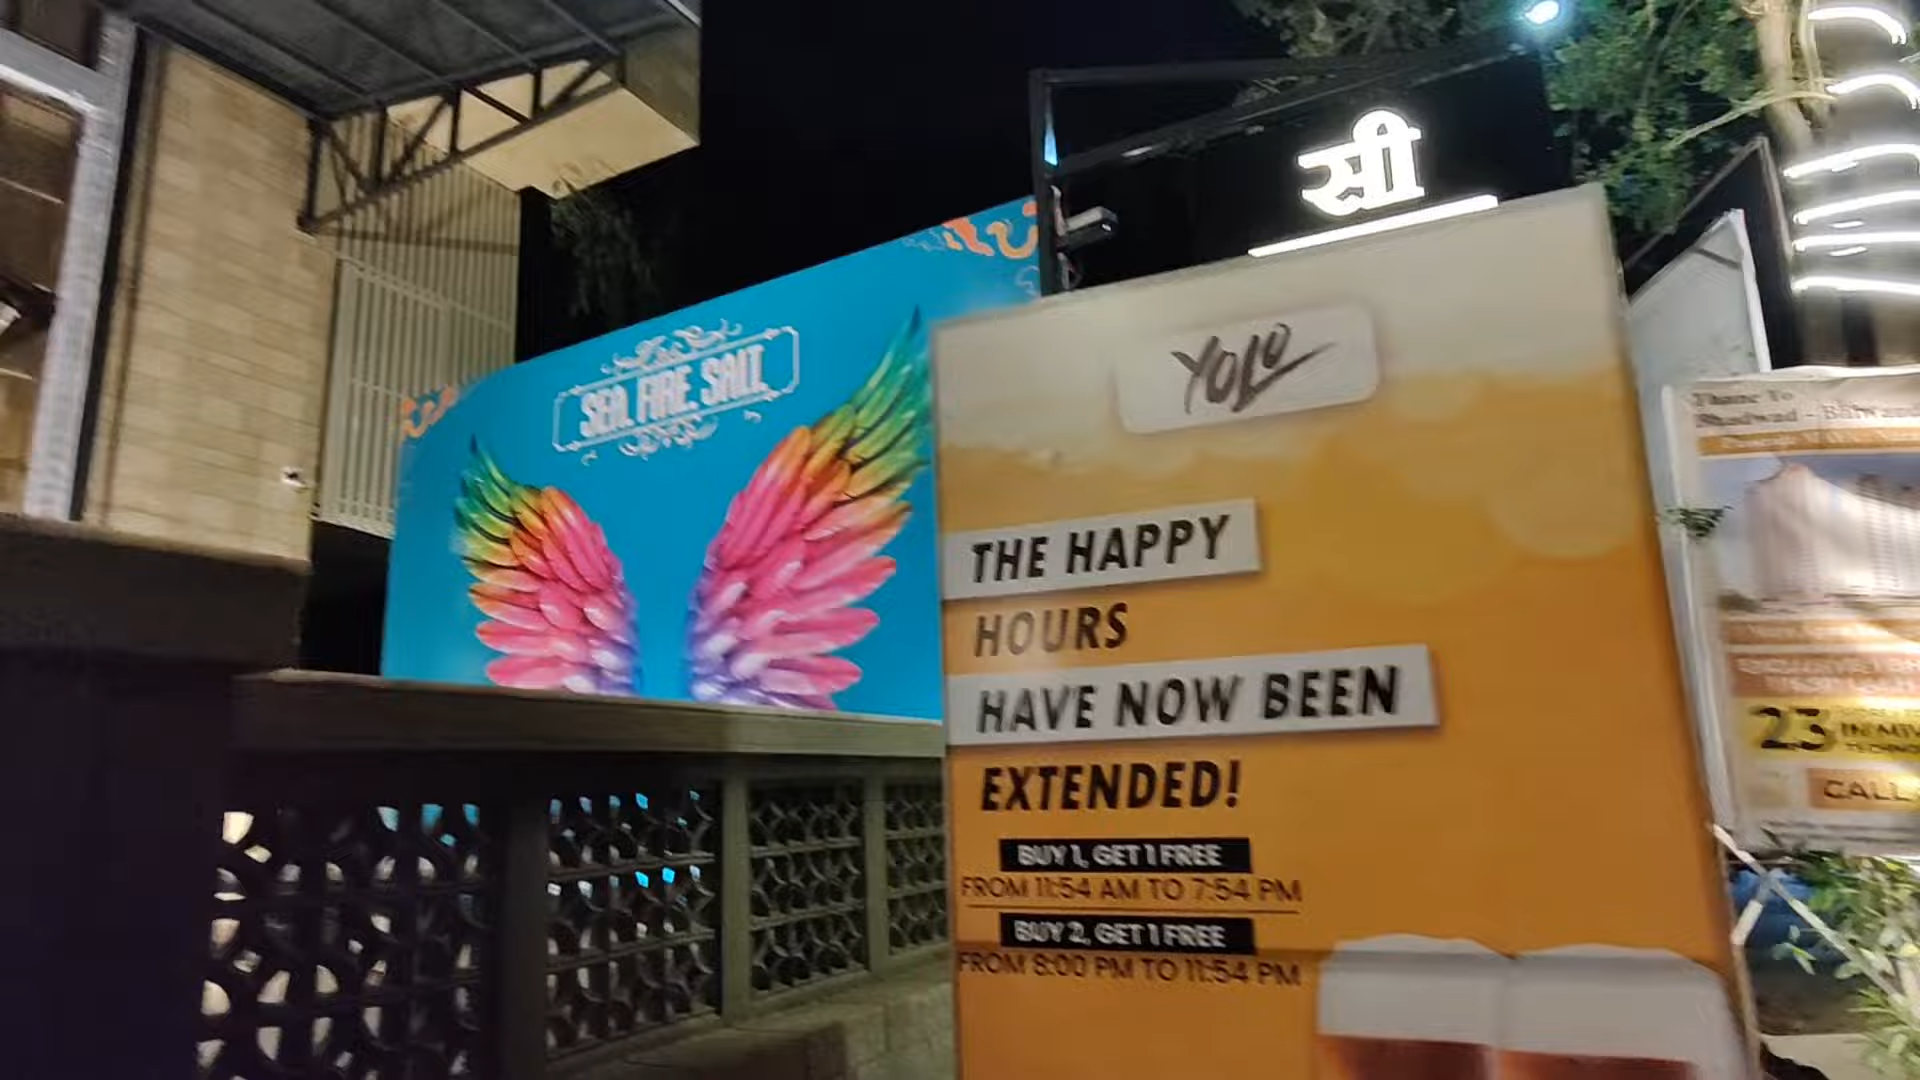 सी
SEA. FIRE. SALT.
YOLO
THE HAPPY
HOURS
HAVE NOW BEEN
EXTENDED!
BUY 1, GET 1 FREE
FROM 11:54 AM TO 7:54 PM
BUY 2, GET 1 FREE
FROM 8:00 PM TO 11:54 PM
Thane To
23
CALL